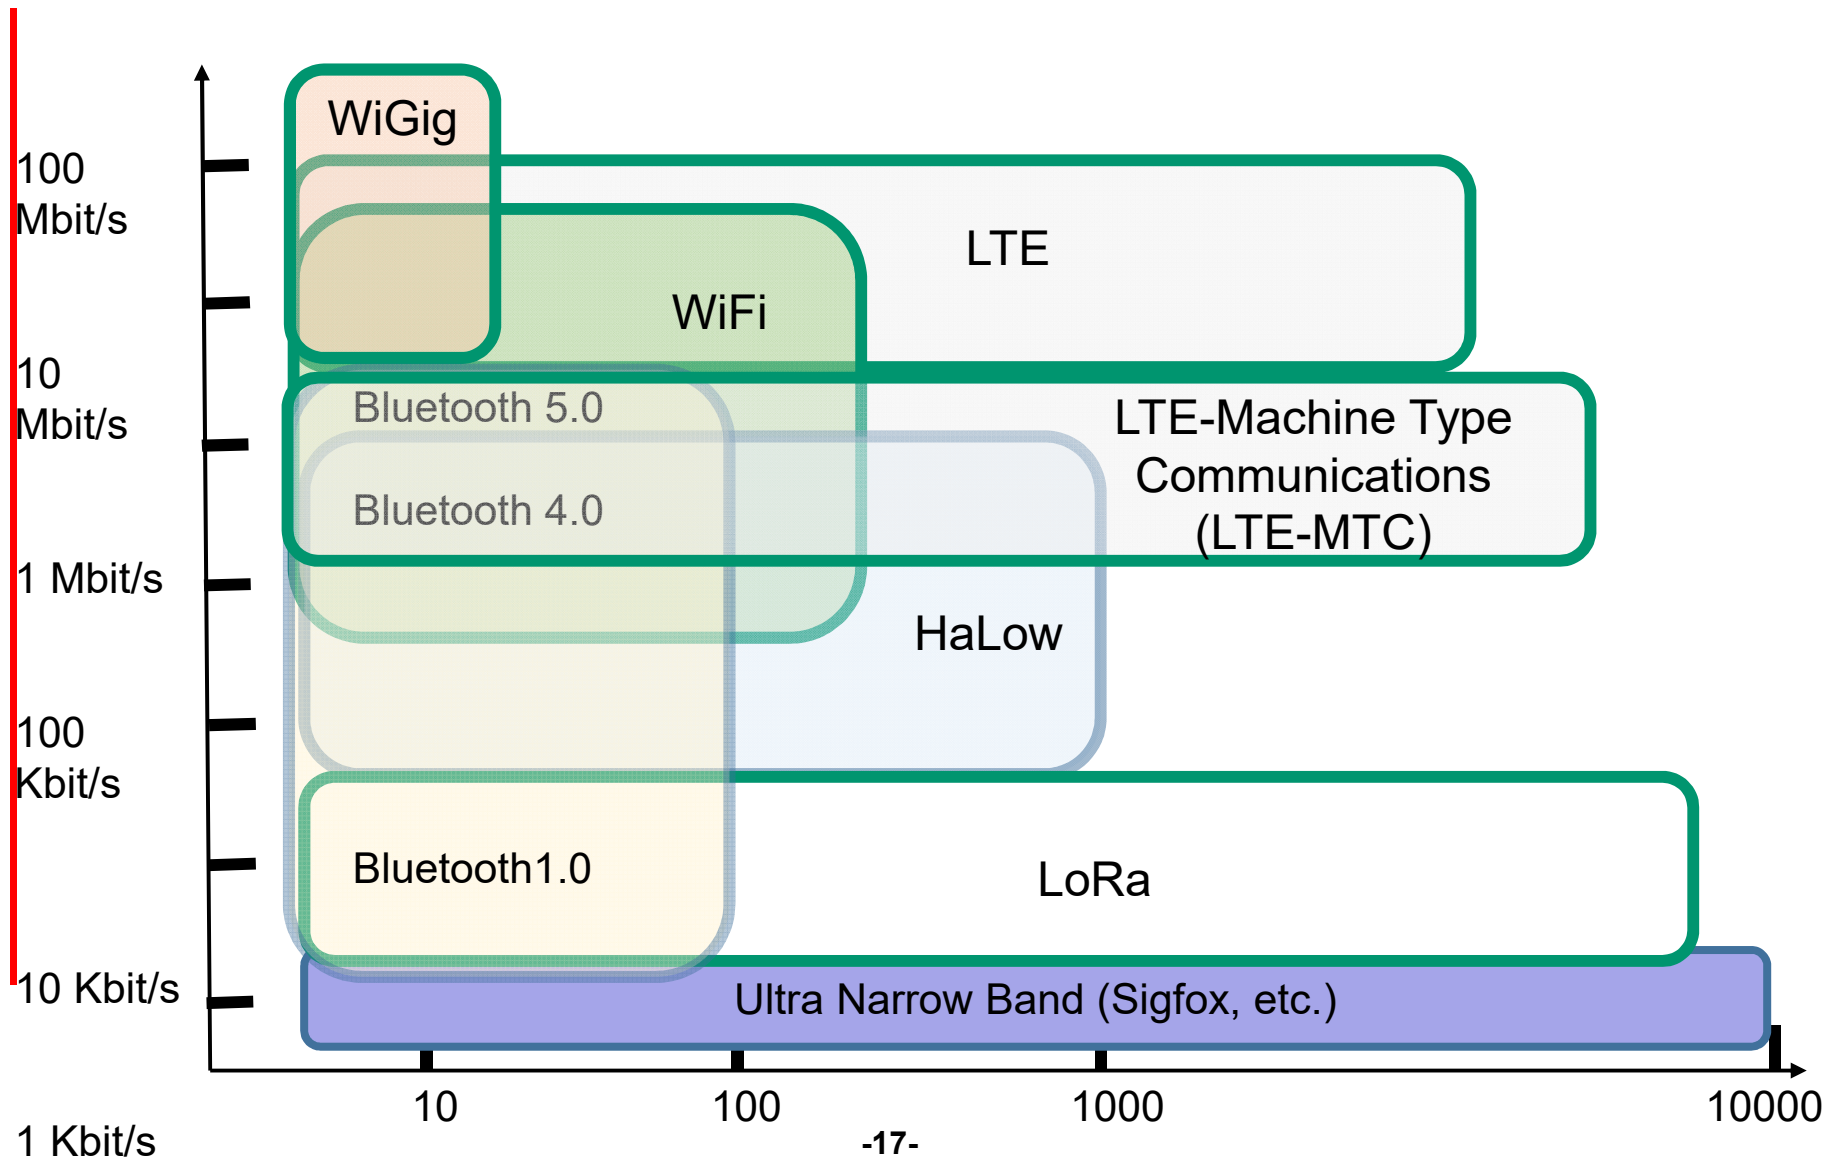 WiGig
100
Mbit/s
LTE
WiFi
10
Mbit/s
Bluetooth 5.0
LTE-Machine Type
Communications
(LTE-MTC)
Bluetooth 4.0
1 Mbit/s
HaLow
100
Kbit/s
Bluetooth1.0
LoRa
10 Kbit/s
Ultra Narrow Band (Sigfox, etc.)
10
100
1000
10000
1 Kbit/s
-17-